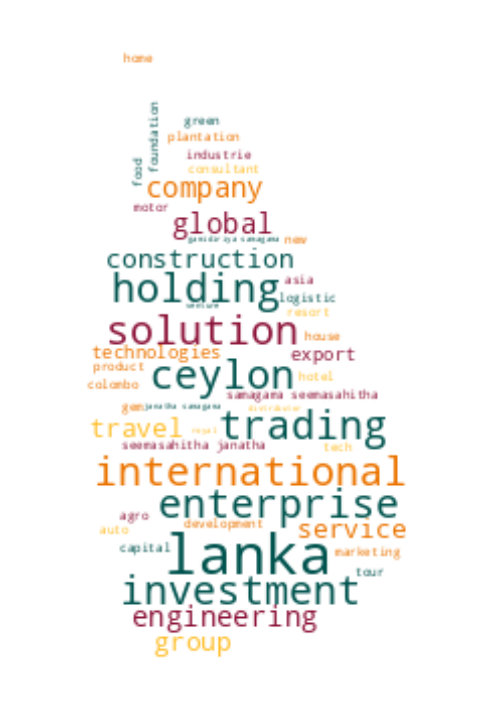 home
foundation
food
green
plantation
industrie
consultant
company
motor
global
new
construction
holding
asia
logistic
venture
resort
solution
house
technologies
export
product
ceylon
hotel
colombo
samagama seemasahitha
gem
janatha samagama
distributor
travel
trading
royal
seemasahitha janatha
tech
international
enterprise
agro
development
service
auto
lanka
capital
marketing
tour
investment
engineering
group